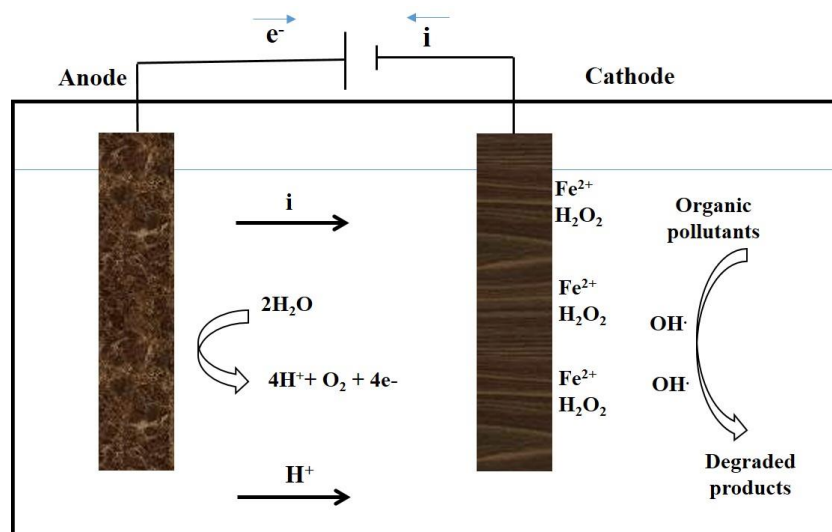 e⁻
i
Anode
Cathode
i
2H₂O
4H⁺+ O₂ + 4e-
H⁺
Fe²⁺
H₂O₂
Fe²⁺
H₂O₂
Fe²⁺
H₂O₂
Organic
pollutants
OH·
OH·
Degraded
products